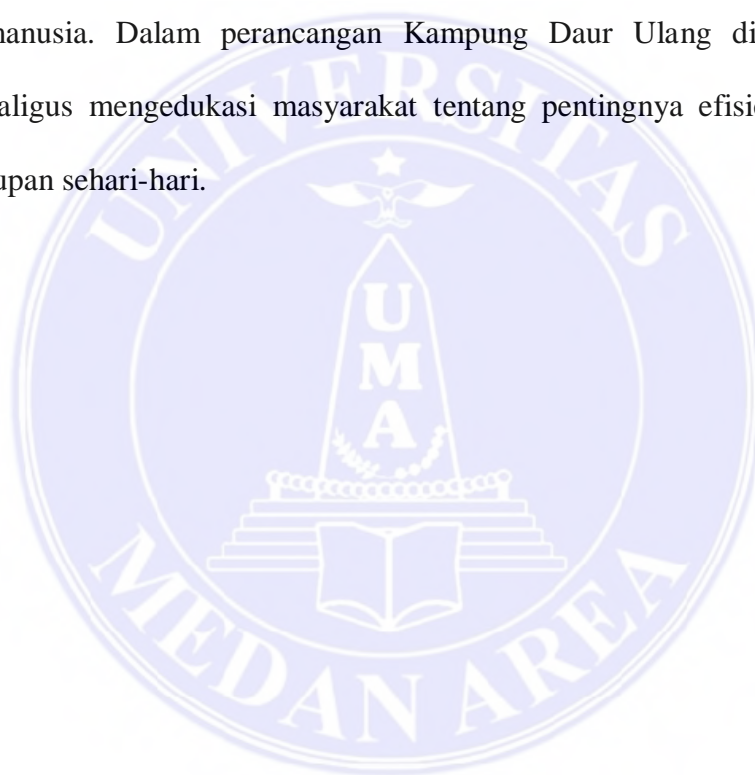 manusia. Dalam perancangan Kampung Daur Ulang di
aligus mengedukasi masyarakat tentang pentingnya efisi
upan sehari-hari.
UNIVERSITAS
U
M
A
MEDAN AREA